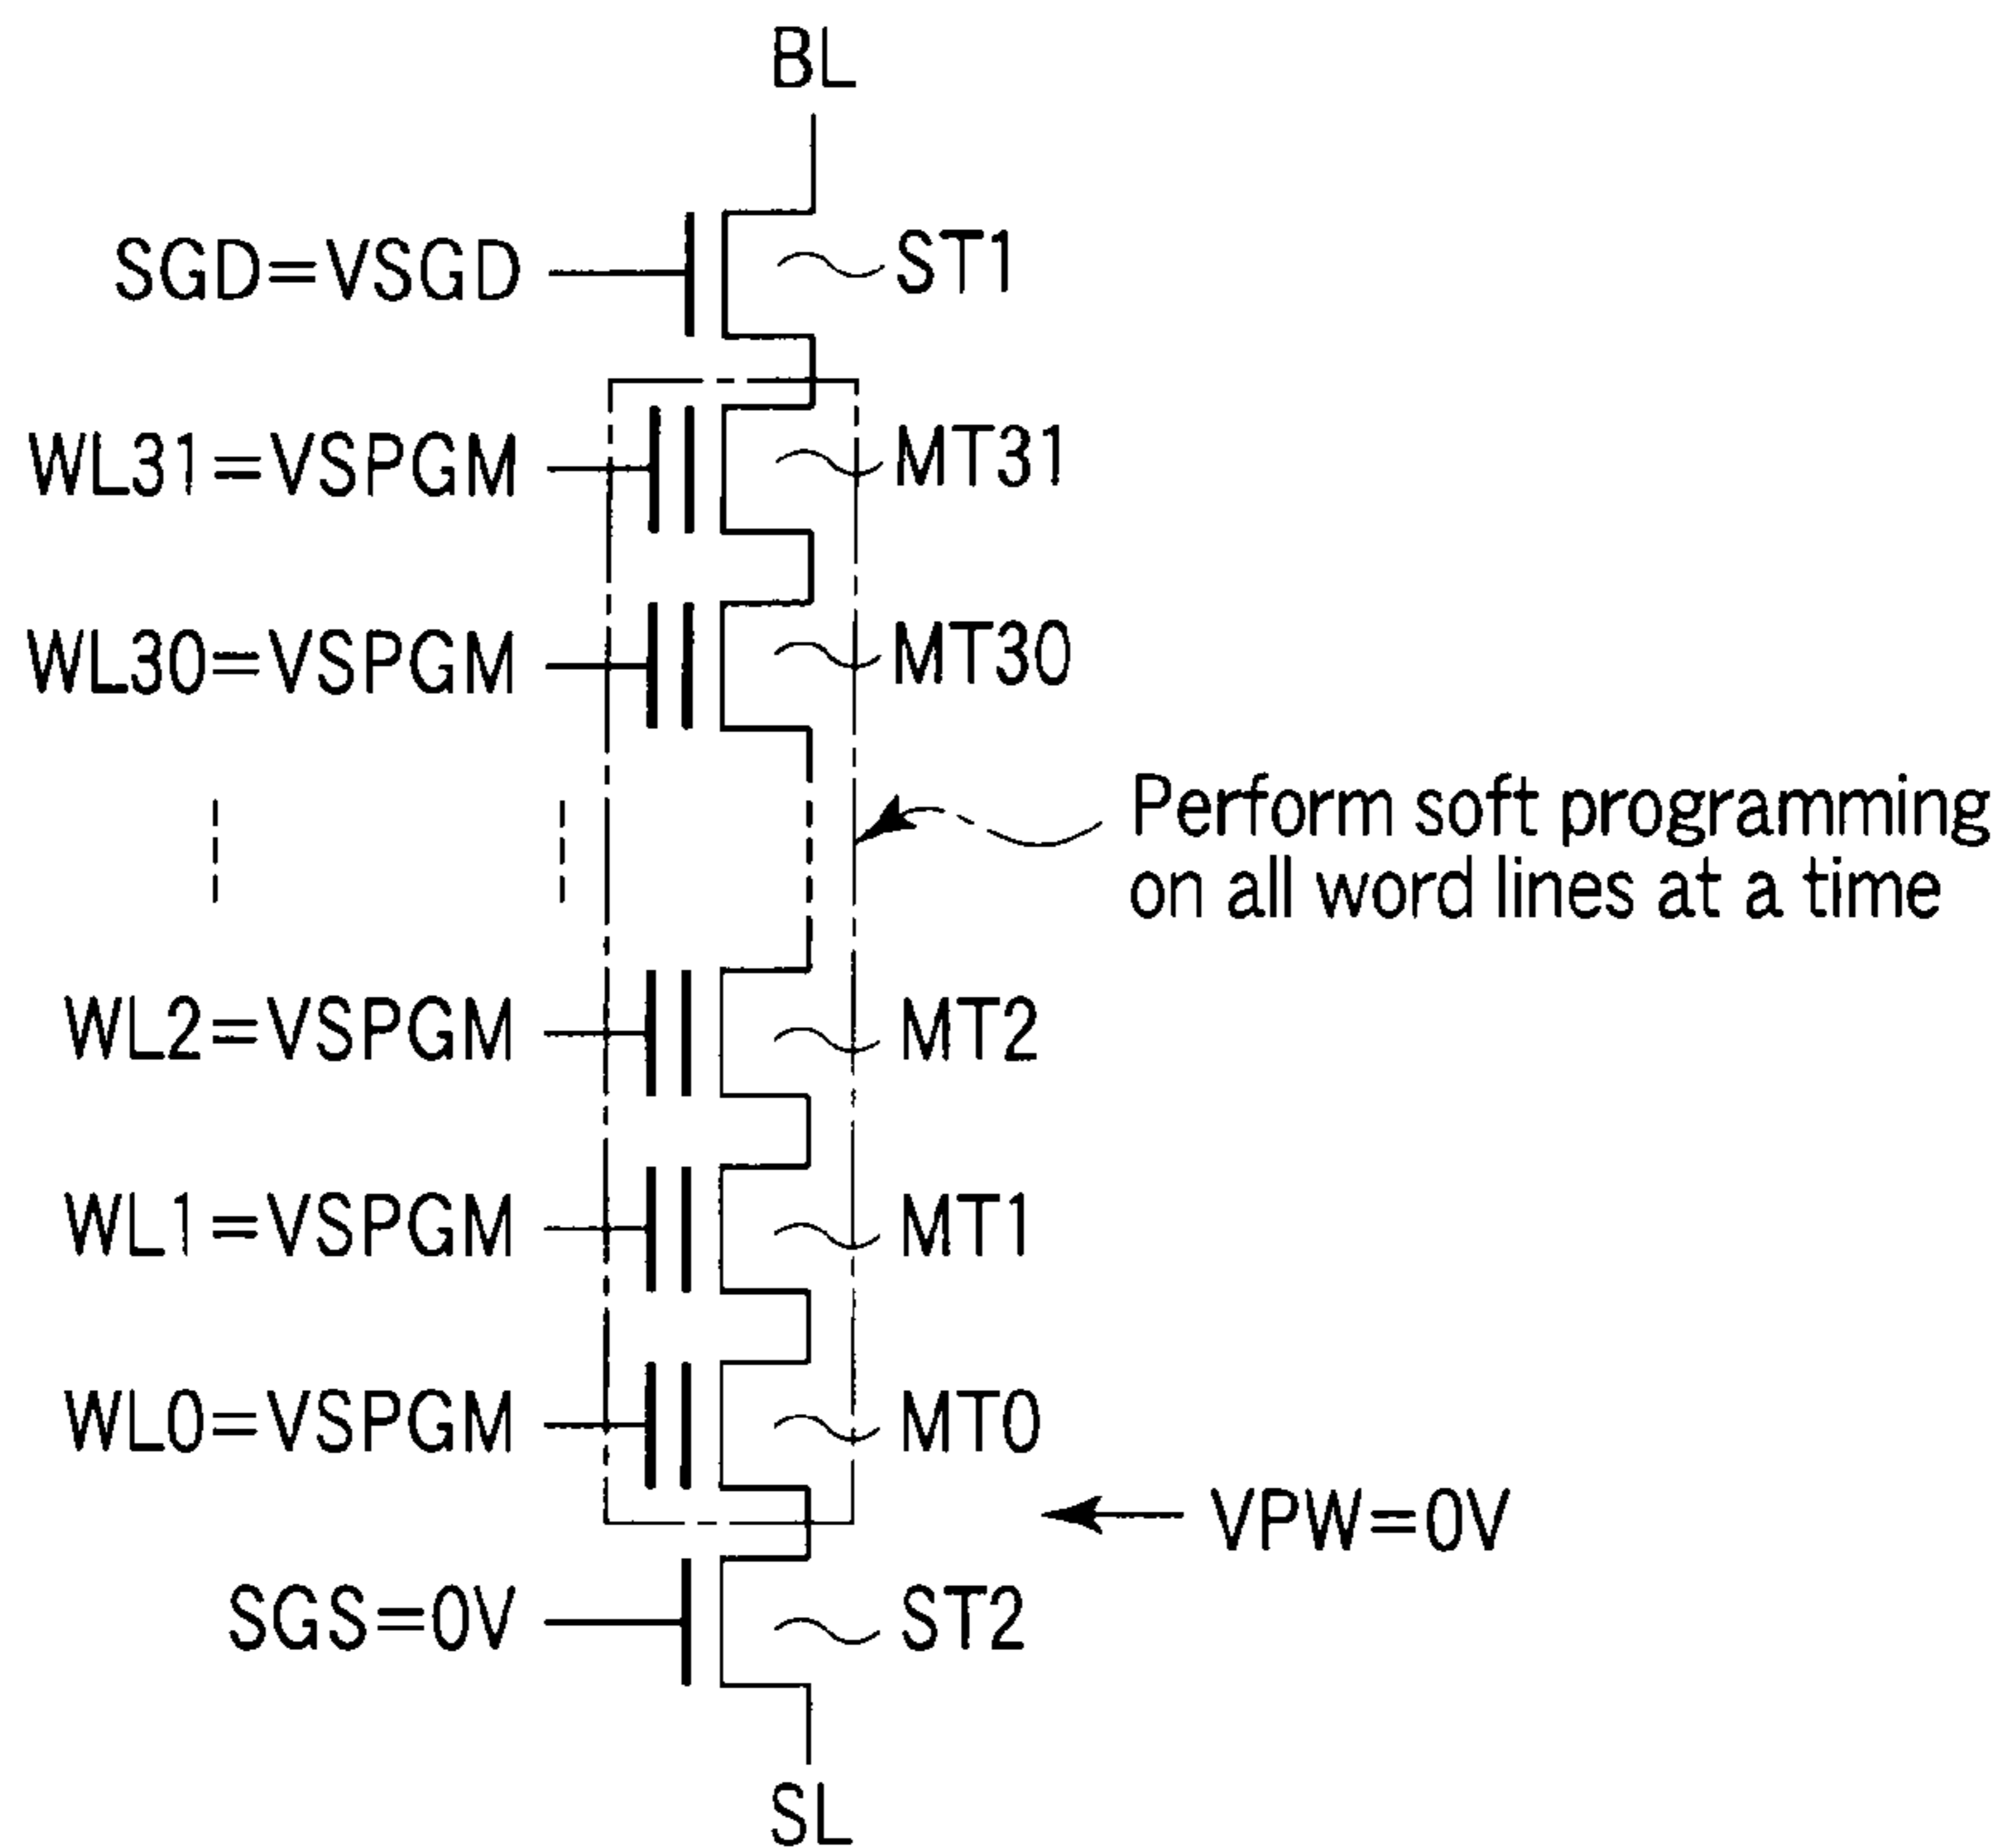 BL
SGD=VSGD
ST1
WL31=VSPGM
MT31
WL30=VSPGM
MT30
Perform soft programming
on all word lines at a time
WL2=VSPGM
MT2
WL1=VSPGM
MT1
WL0=VSPGM
MT0
VPW=0V
SGS=0V
ST2
SL